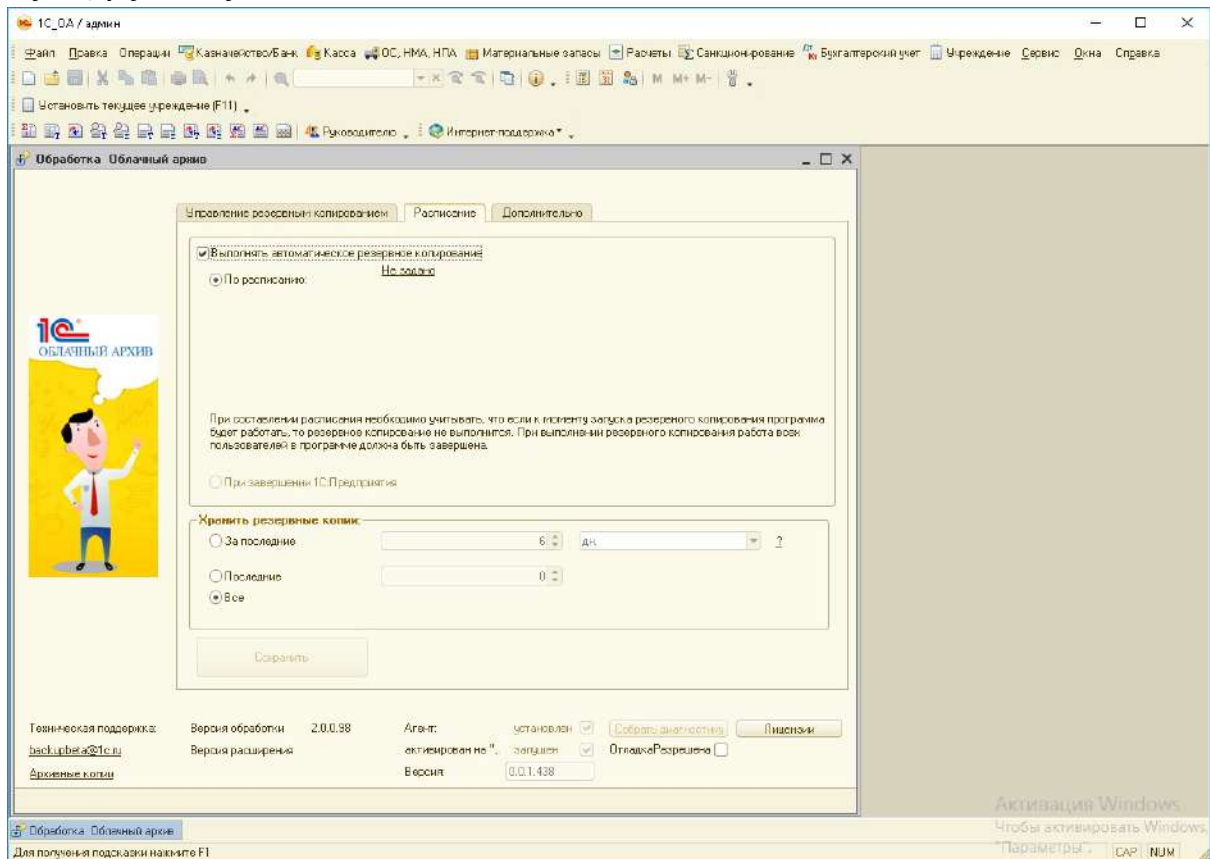 1С_ОА / админ
Файл Правка Операции Казначейство/Банк Касса ОС, НМА, НПА Материальные запасы Расчеты Санкционирование Бухгалтерский учет Учреждение Сервис Окна Справка
M M+ M-
Установить текущее учреждение (F11)
Руководителю Интернет-поддержка
Обработка Облачный архив
Управление резервным копированием Расписание Дополнительно
Выполнять автоматическое резервное копирование
По расписанию: Не задано
1С
ОБЛАЧНЫЙ АРХИВ
При составлении расписания необходимо учитывать, что если к моменту запуска резервного копирования программа
будет работать, то резервное копирование не выполнится. При выполнении резервного копирования работа всех
пользователей в программе должна быть завершена.
При завершении 1С:Предприятия
Хранить резервные копии:
За последние 6 дн. ?
Последние 0
Все
Сохранить
Техническая поддержка: Версия обработки 2.0.0.98 Агент: установлен Собрать диагностику Лицензии
backupbeta@1c.ru Версия расширения активирован на ". запущен ОтладкаРазрешена
Архивные копии Версия: 0.0.1.438
Активация Windows
Обработка Облачный архив Чтобы активировать Windows,
Для получения подсказки нажмите F1 "Параметры". CAP NUM